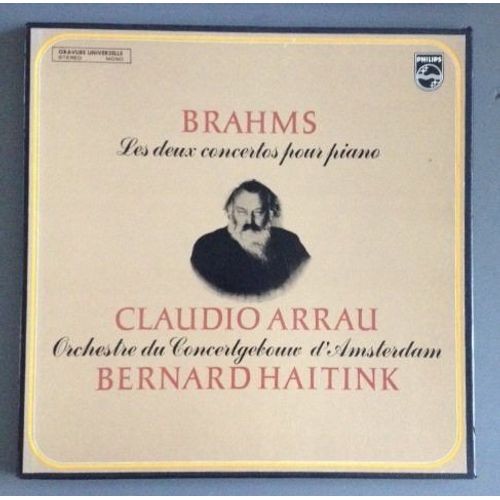 GRAVURE UNIVERSELLE
STEREO MONO
PHILIPS
BRAHMS
Les deux concertos pour piano
CLAUDIO ARRAU
Orchestre du Concertgebouw d'Amsterdam
BERNARD HAITINK